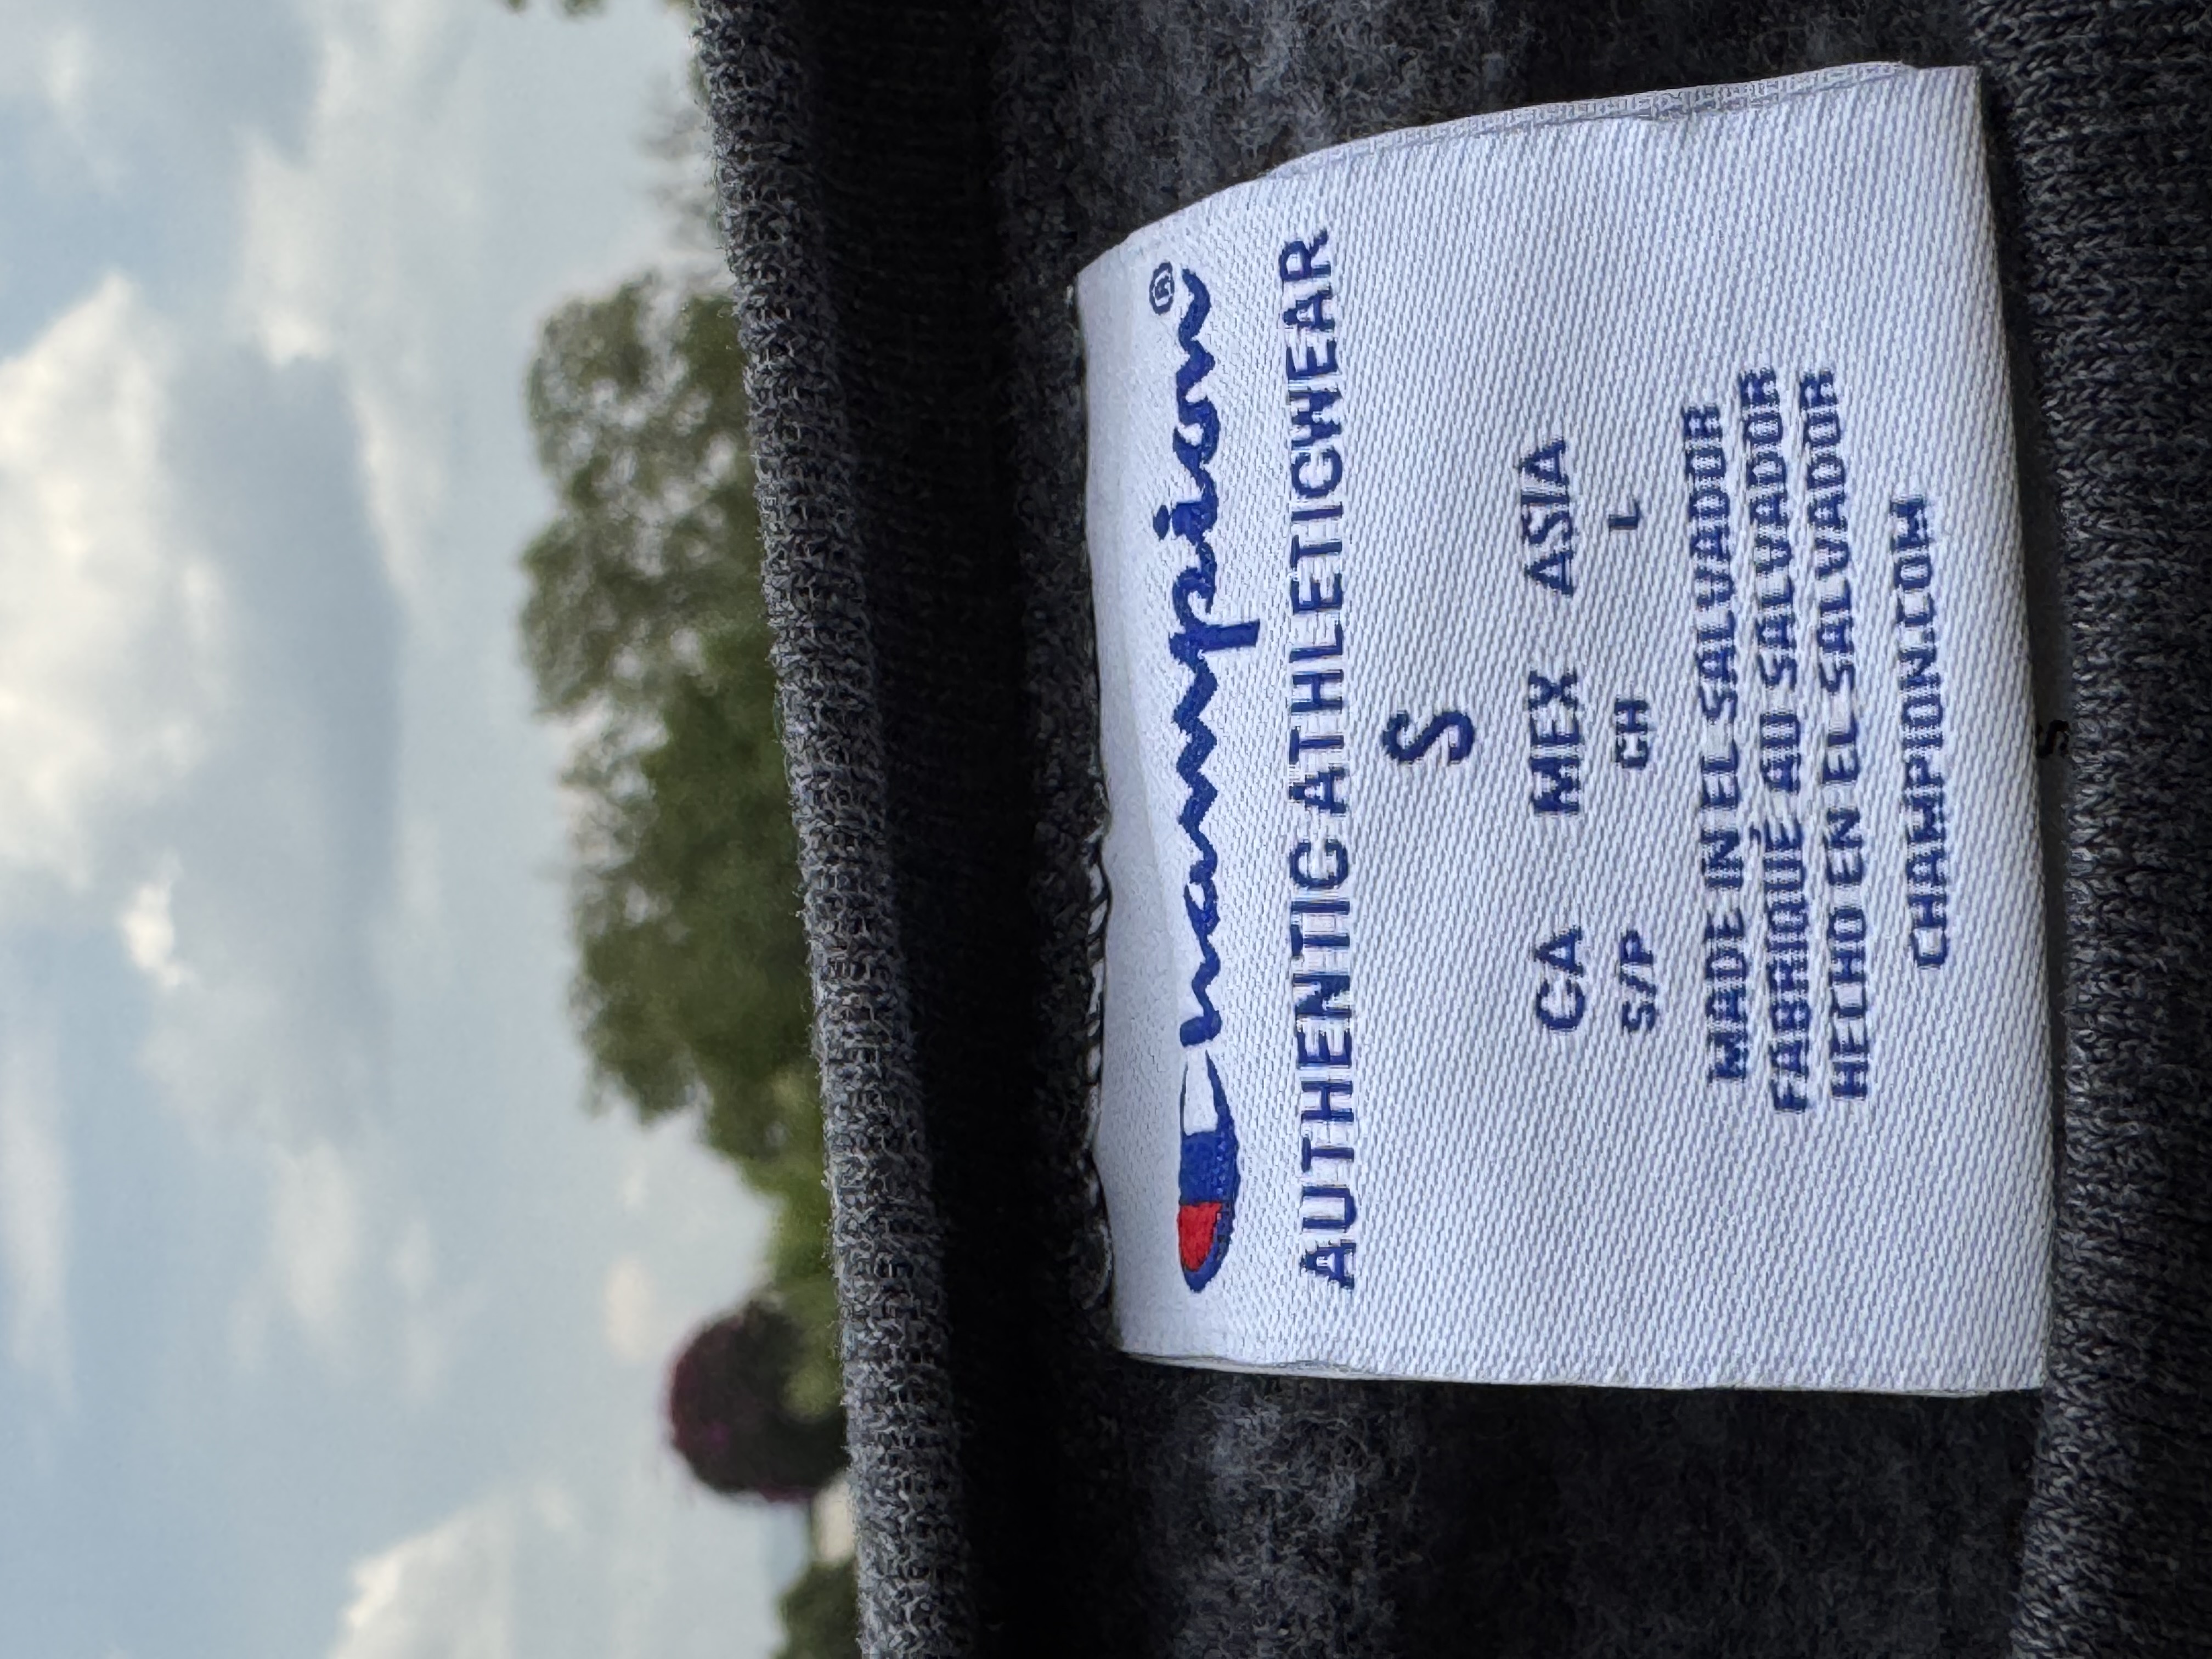 Champion®
AUTHENTIC ATHLETICWEAR
S
CA MEX ASIA
S/P CH L
MADE IN EL SALVADOR
FABRIQUÉ AU SALVADOR
HECHO EN EL SALVADOR
CHAMPION.COM